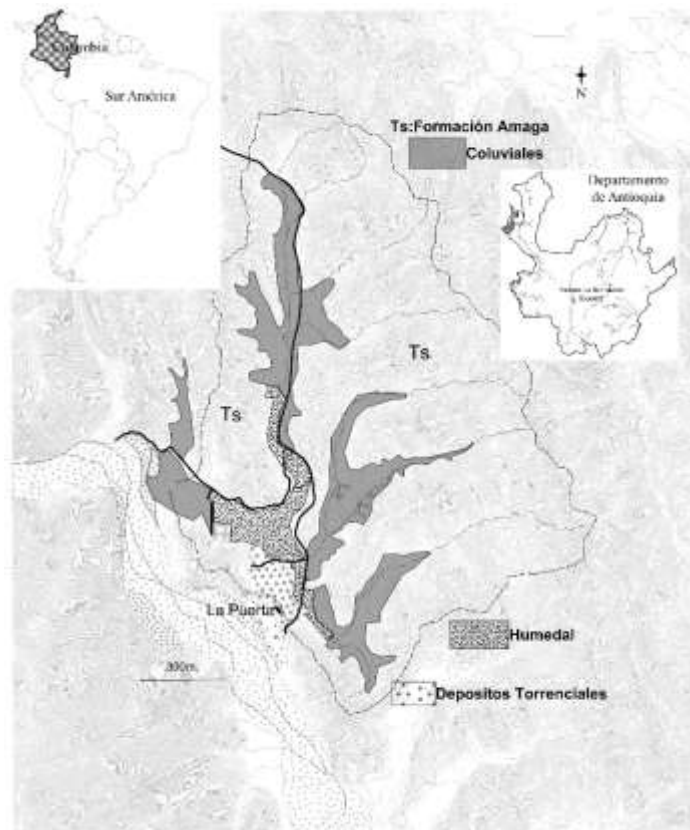 Colombia
Sur América
N
Ts:Formación Amaga
Coluviales
Departamento
de Antioquia
Ts
Ts
La Puerta
300m.
Humedal
Depositos Torrenciales